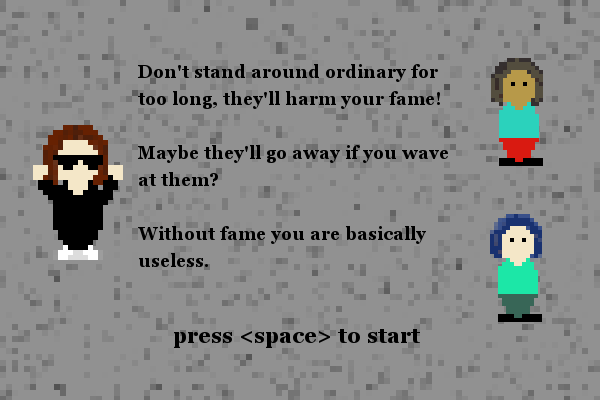 Don't stand around ordinary for
too long, they'll harm your fame!
Maybe they'll go away if you wave
at them?
Without fame you are basically
useless.
press <space> to start